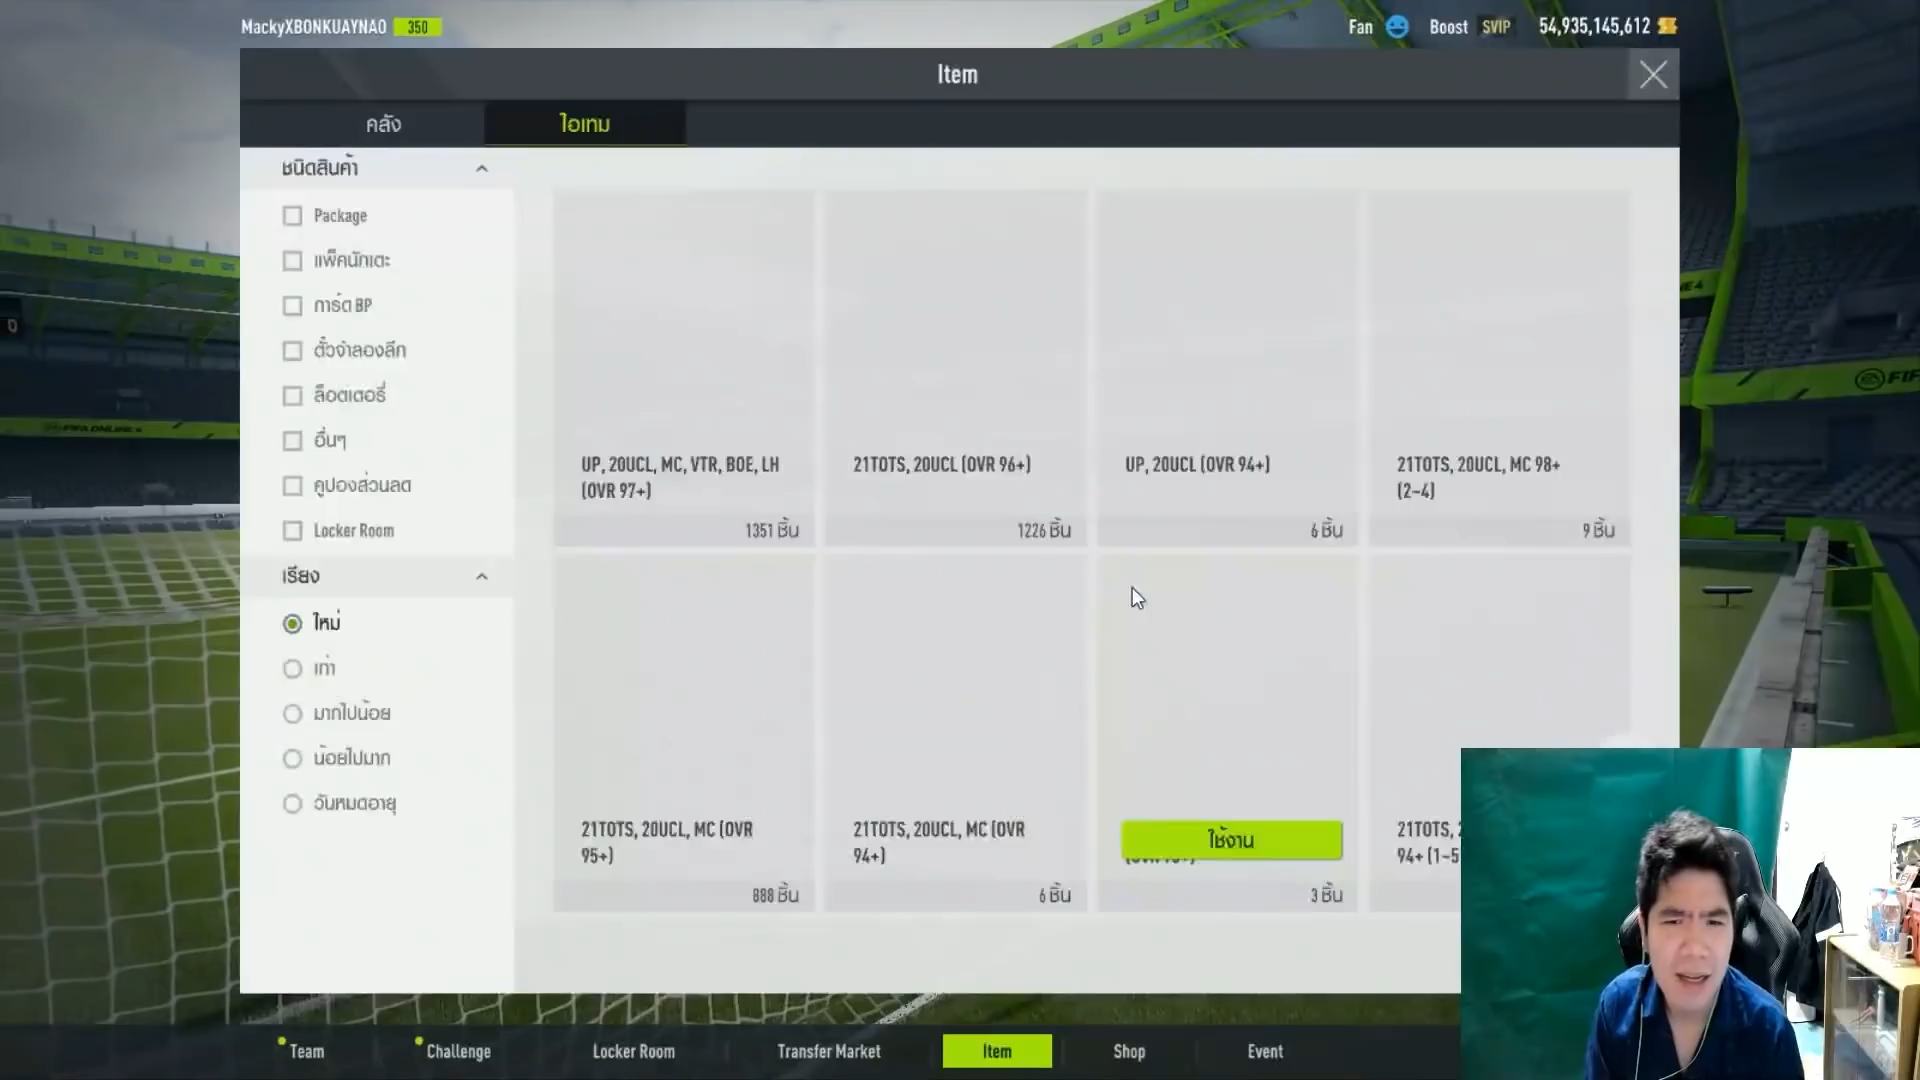 MackyXBONKUAYNAO 350
Fan Boost SVIP 54,935,145,612
Item
คลัง ไอเทม
ชนิดสินค้า
Package
แพ็คนักเตะ
การ์ด BP
ตั๋วจำลองลีก
ล็อตเตอรี่
อื่นๆ
คูปองส่วนลด
Locker Room
เรียง
ใหม่
เก่า
มากไปน้อย
น้อยไปมาก
วันหมดอายุ
UP, 20UCL, MC, VTR, BOE, LH
(OVR 97+)
1351 ชิ้น
21TOTS, 20UCL (OVR 96+)
1226 ชิ้น
UP, 20UCL (OVR 94+)
6 ชิ้น
21TOTS, 20UCL, MC 98+
(2~4)
9 ชิ้น
21TOTS, 20UCL, MC (OVR
95+)
888 ชิ้น
21TOTS, 20UCL, MC (OVR
94+)
6 ชิ้น
ใช้งาน
3 ชิ้น
21TOTS,
94+ (1~5
Team Challenge Locker Room Transfer Market Item Shop Event